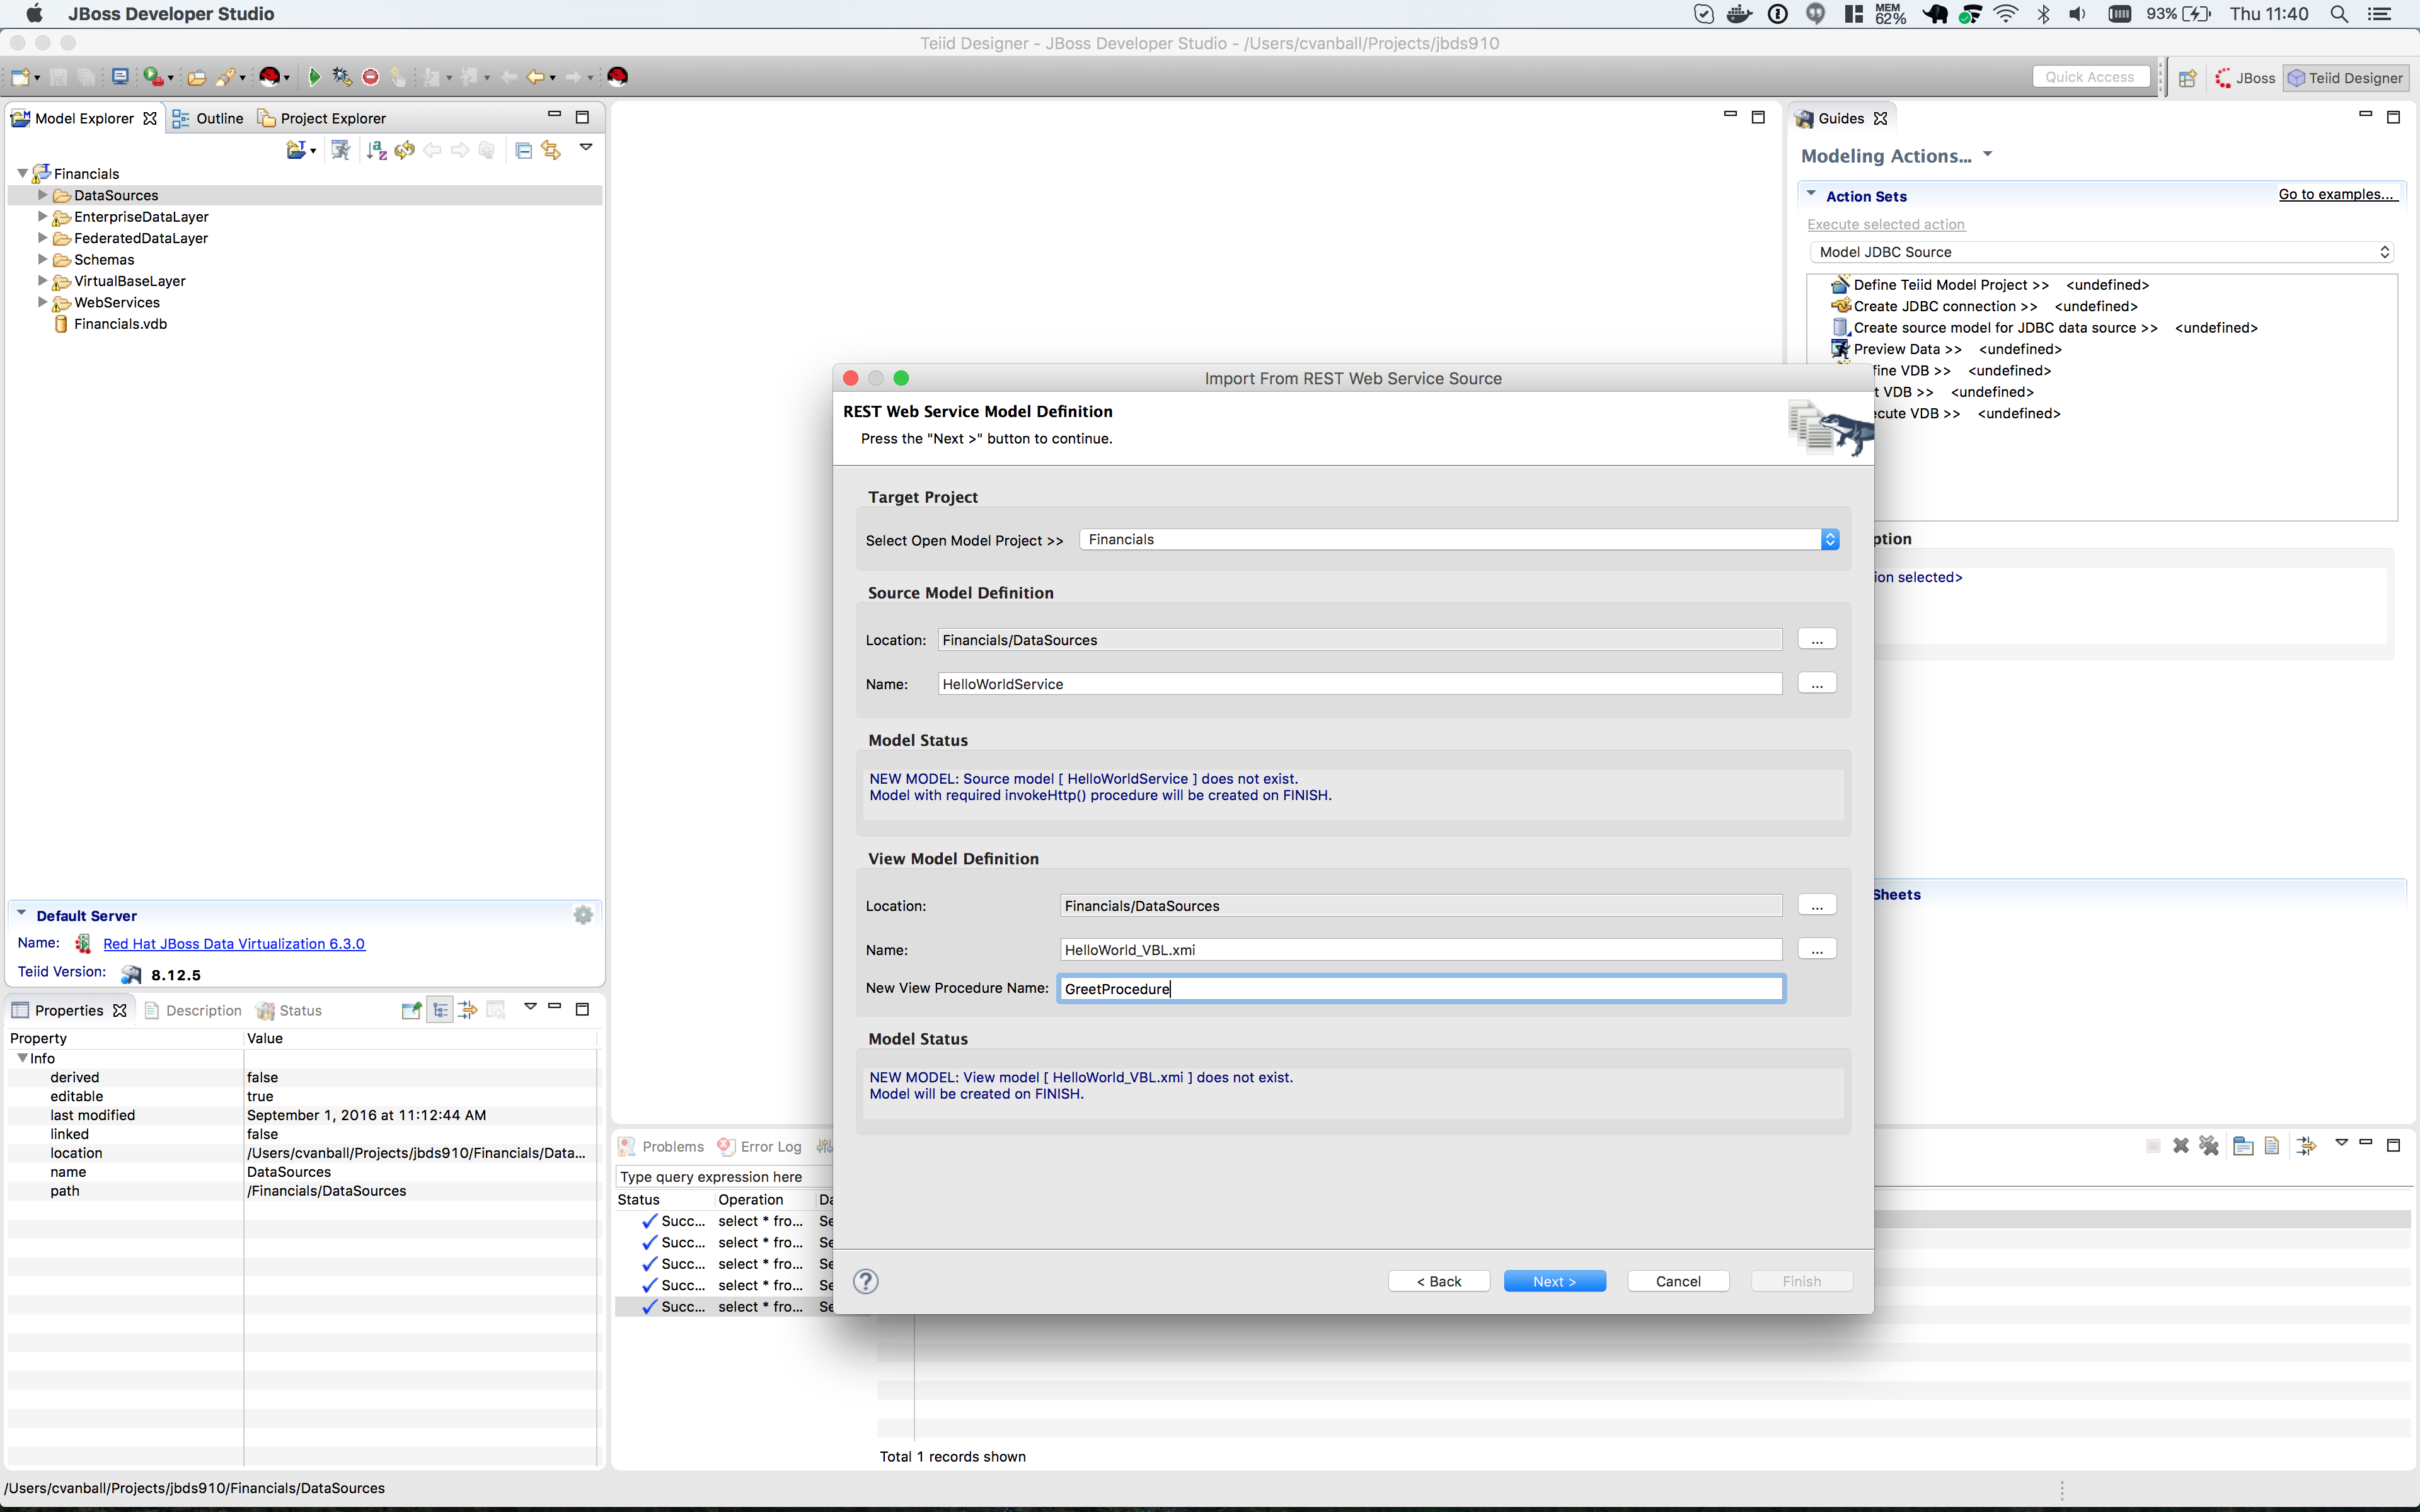 JBoss Developer Studio
MEM
62%
93%
Thu 11:40
Teiid Designer - JBoss Developer Studio - /Users/cvanball/Projects/jbds910
Quick Access
JBoss
Teiid Designer
Model Explorer
Outline
Project Explorer
Financials
DataSources
EnterpriseDataLayer
FederatedDataLayer
Schemas
VirtualBaseLayer
WebServices
Financials.vdb
Default Server
Name: Red Hat JBoss Data Virtualization 6.3.0
Teiid Version: 8.12.5
Properties
Description
Status
Property Value
Info
derived false
editable true
last modified September 1, 2016 at 11:12:44 AM
linked false
location /Users/cvanball/Projects/jbds910/Financials/Data...
name DataSources
path /Financials/DataSources
/Users/cvanball/Projects/jbds910/Financials/DataSources
Import From REST Web Service Source
REST Web Service Model Definition
Press the "Next >" button to continue.
Target Project
Select Open Model Project >> Financials
Source Model Definition
Location: Financials/DataSources ...
Name: HelloWorldService ...
Model Status
NEW MODEL: Source model [ HelloWorldService ] does not exist.
Model with required invokeHttp() procedure will be created on FINISH.
View Model Definition
Location: Financials/DataSources ...
Name: HelloWorld_VBL.xmi ...
New View Procedure Name: GreetProcedure
Model Status
NEW MODEL: View model [ HelloWorld_VBL.xmi ] does not exist.
Model will be created on FINISH.
?
< Back
Next >
Cancel
Finish
Problems
Error Log
Type query expression here
Status Operation Da
Succ... select * fro... Se
Succ... select * fro... Se
Succ... select * fro... Se
Succ... select * fro... Se
Succ... select * fro... Se
Total 1 records shown
Guides
Modeling Actions...
Action Sets
Go to examples...
Execute selected action
Model JDBC Source
Define Teiid Model Project >> <undefined>
Create JDBC connection >> <undefined>
Create source model for JDBC data source >> <undefined>
Preview Data >> <undefined>
fine VDB >> <undefined>
t VDB >> <undefined>
ecute VDB >> <undefined>
ption
ion selected>
Sheets